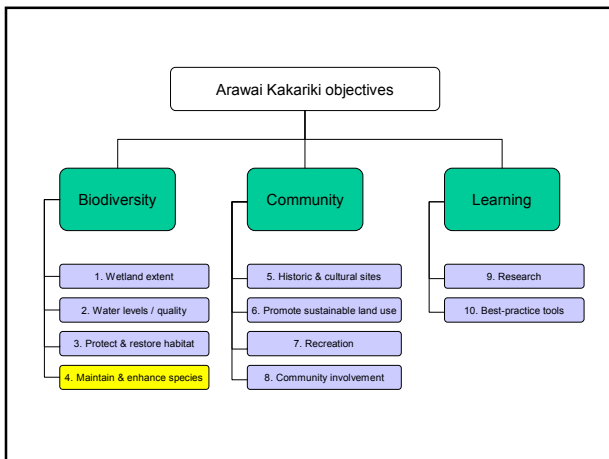 Arawai Kakariki objectives
Biodiversity
Community
Learning
1. Wetland extent
2. Water levels / quality
3. Protect & restore habitat
4. Maintain & enhance species
5. Historic & cultural sites
6. Promote sustainable land use
7. Recreation
8. Community involvement
9. Research
10. Best-practice tools